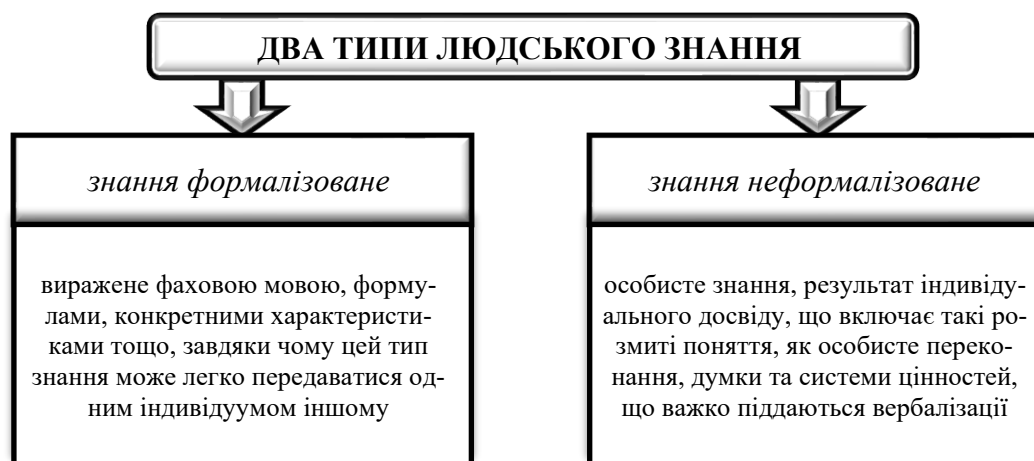 ДВА ТИПИ ЛЮДСЬКОГО ЗНАННЯ
знання формалізоване
виражене фаховою мовою, форму-
лами, конкретними характеристи-
ками тощо, завдяки чому цей тип
знання може легко передаватися од-
ним індивідуумом іншому
знання неформалізоване
особисте знання, результат індивіду-
ального досвіду, що включає такі ро-
змиті поняття, як особисте переко-
нання, думки та системи цінностей,
що важко піддаються вербалізації